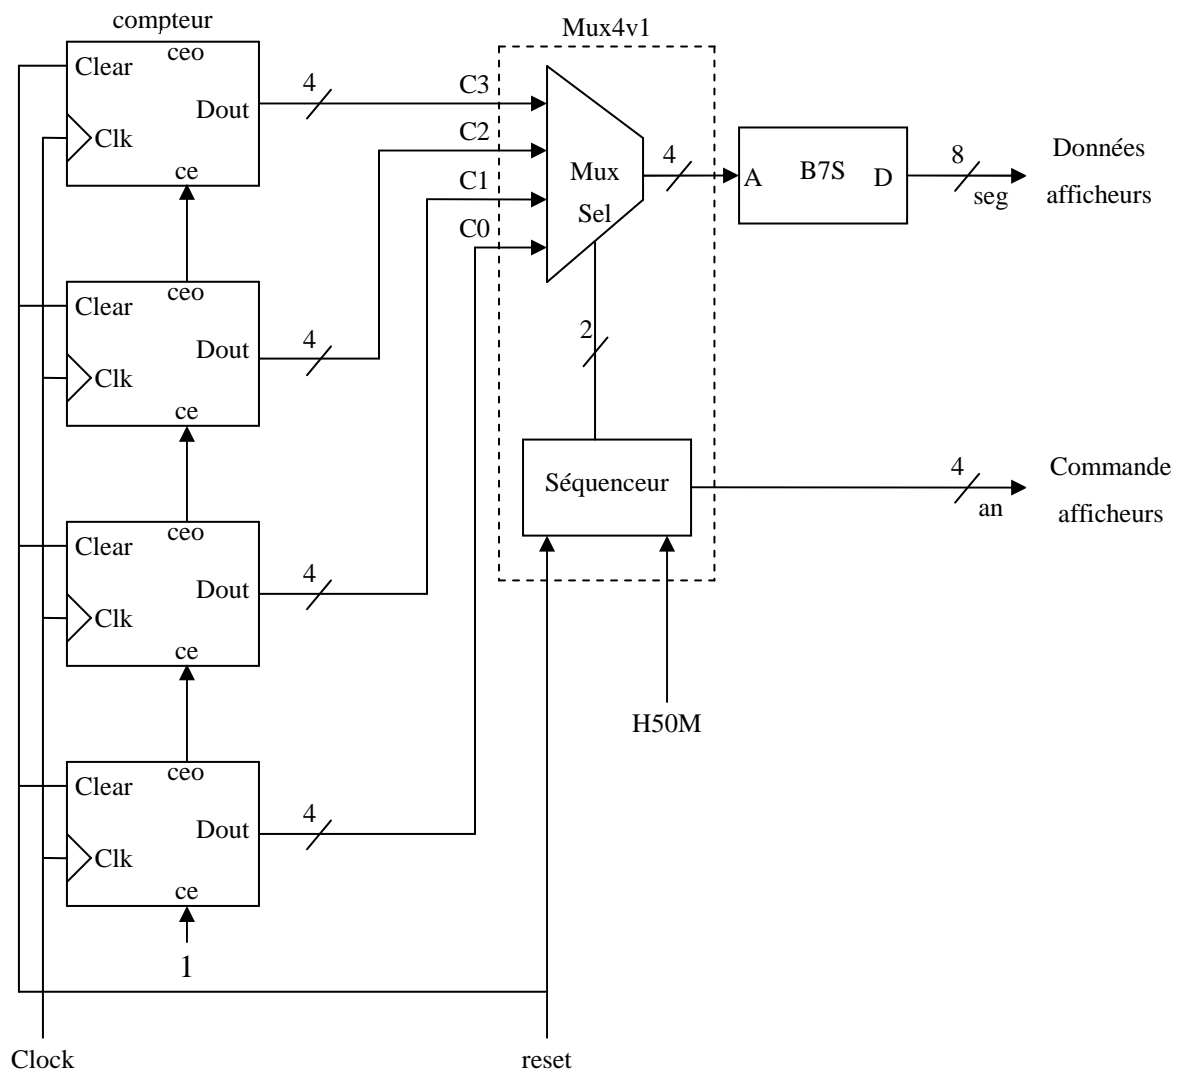 compteur
Mux4v1
ceo
Clear
Dout
Clk
ce
4
C3
C2
C1
C0
Mux
Sel
4
A
B7S
D
8
seg
Données
afficheurs
ceo
Clear
Dout
Clk
ce
4
2
Séquenceur
4
an
Commande
afficheurs
ceo
Clear
Dout
Clk
ce
4
H50M
ceo
Clear
Dout
Clk
ce
4
1
Clock
reset